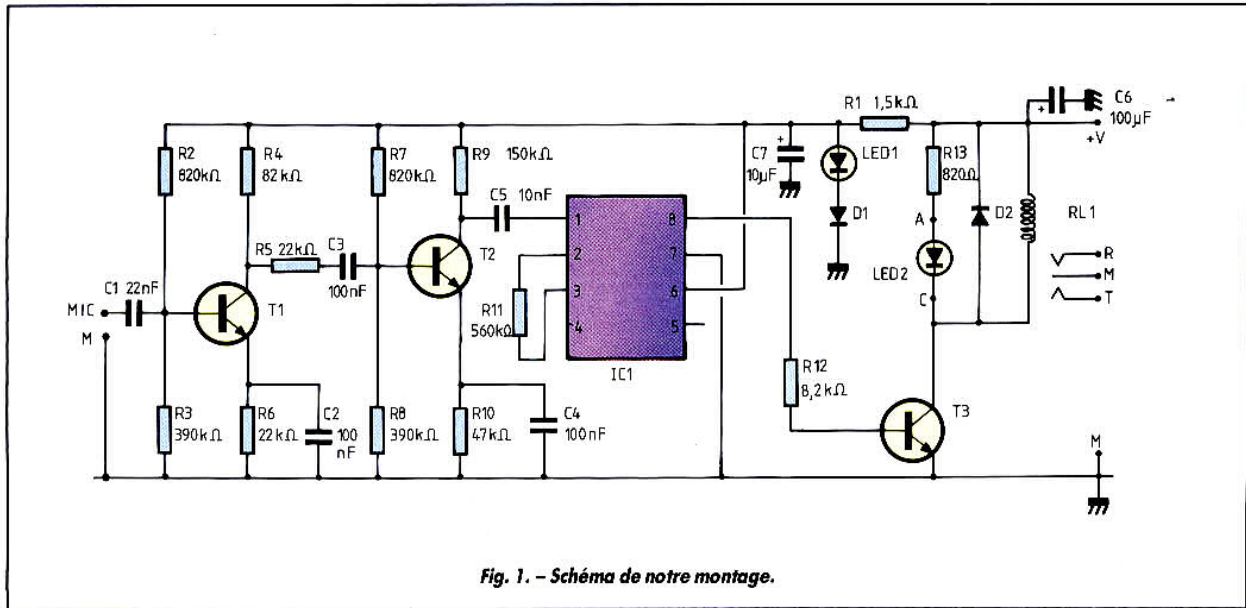 R1 1,5kΩ
C6
100µF
+V
R2
820kΩ
R4
82kΩ
R7
820kΩ
R9 150kΩ
C7
10µF
+
+
LED1
D1
R13
820Ω
A
LED2
C
D2
RL1
R
M
T
C5 10nF
R5 22kΩ
C3
100nF
T2
C1 22nF
MIC
M
T1
1
2
3
4
8
7
6
5
R11
560kΩ
IC1
R12
8,2kΩ
T3
R3
390kΩ
R6
22kΩ
C2
100
nF
R8
390kΩ
R10
47kΩ
C4
100nF
M
Fig. 1. – Schéma de notre montage.